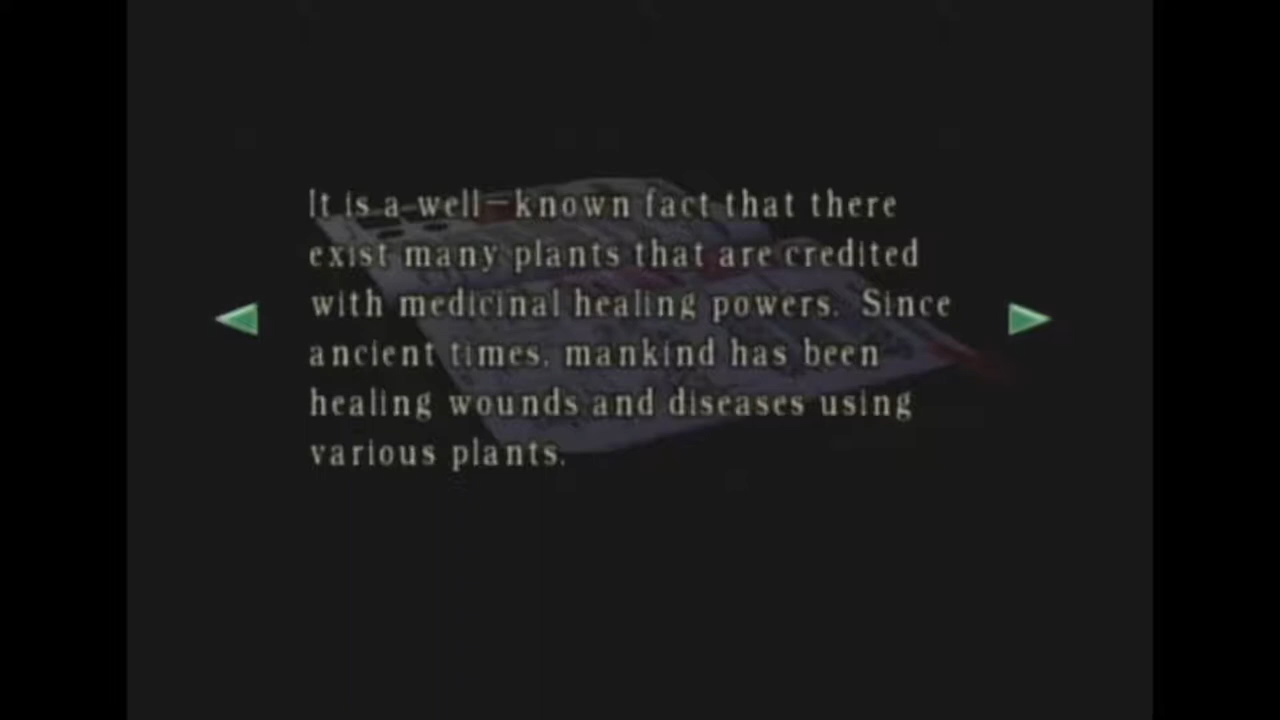 It is a well-known fact that there
exist many plants that are credited
with medicinal healing powers. Since
ancient times, mankind has been
healing wounds and diseases using
various plants.